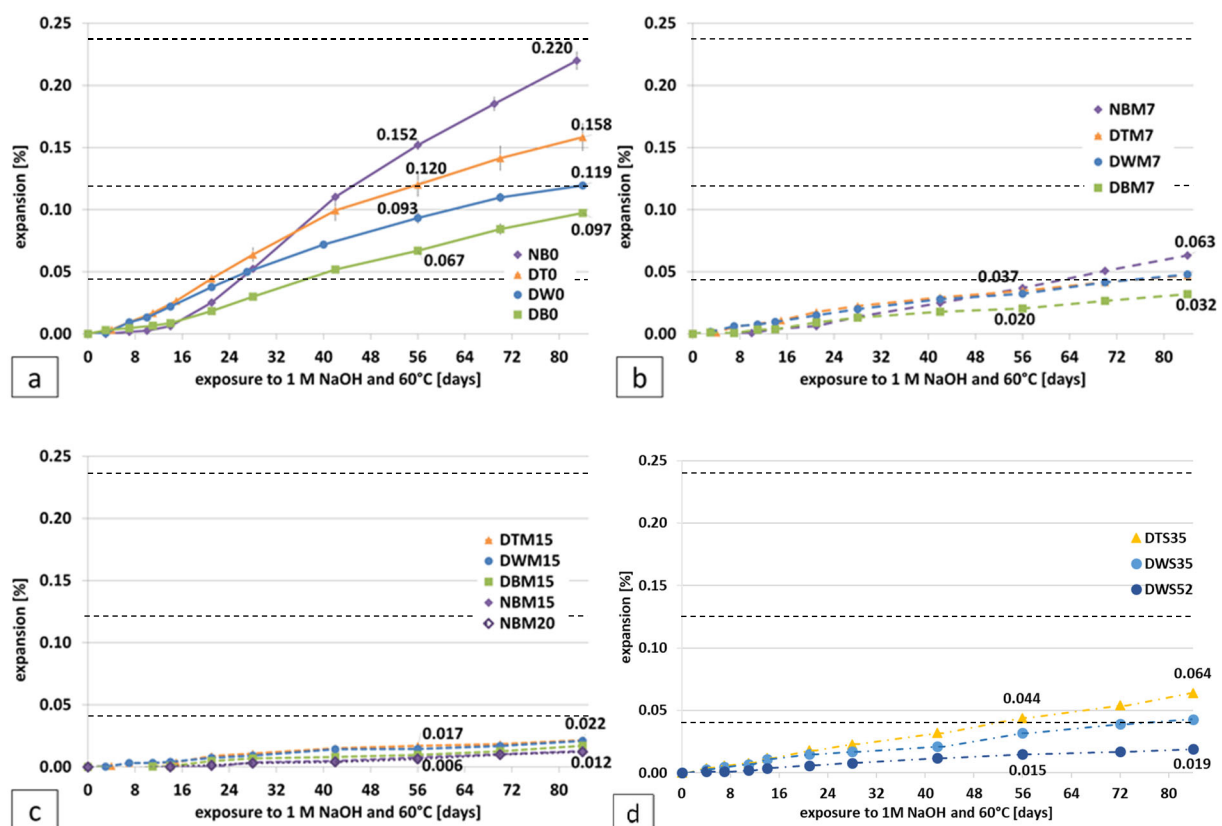 0.25
0.20
0.15
0.10
0.05
0.00
expansion [%]
0.220
0.152
0.158
0.120
0.119
0.093
0.097
0.067
NB0
DT0
DW0
DB0
0 8 16 24 32 40 48 56 64 72 80
exposure to 1 M NaOH and 60°C [days]
a
0.25
0.20
0.15
0.10
0.05
0.00
expansion [%]
NBM7
DTM7
DWM7
DBM7
0.063
0.037
0.032
0.020
0 8 16 24 32 40 48 56 64 72 80
exposure to 1 M NaOH and 60°C [days]
b
0.25
0.20
0.15
0.10
0.05
0.00
expansion [%]
DTM15
DWM15
DBM15
NBM15
NBM20
0.022
0.017
0.006
0.012
0 8 16 24 32 40 48 56 64 72 80
exposure to 1 M NaOH and 60°C [days]
c
0.25
0.20
0.15
0.10
0.05
0.00
expansion [%]
DTS35
DWS35
DWS52
0.064
0.044
0.015
0.019
0 8 16 24 32 40 48 56 64 72 80
exposure to 1M NaOH and 60°C [days]
d